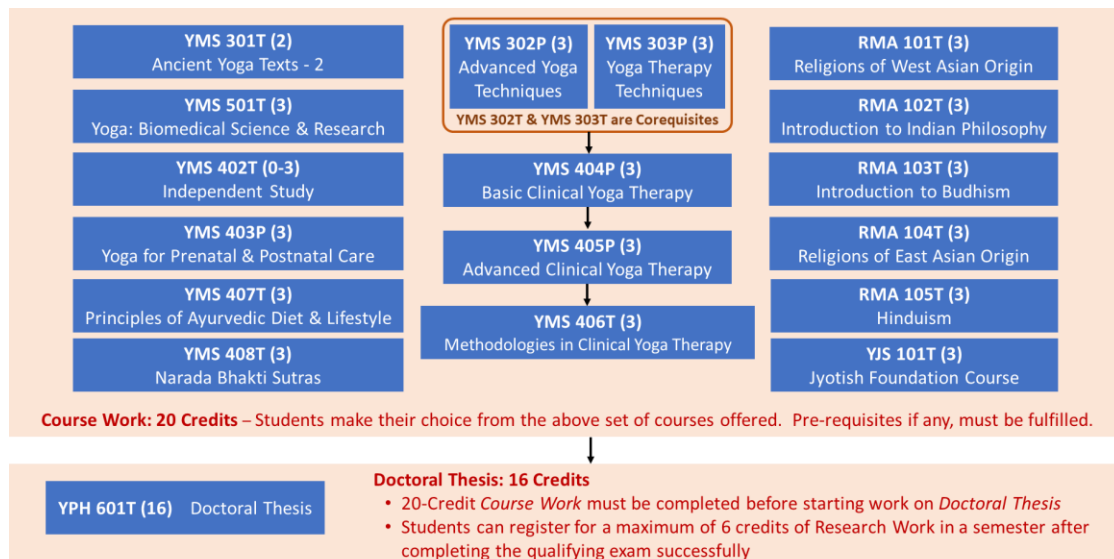 YMS 301T (2)
Ancient Yoga Texts - 2
YMS 501T (3)
Yoga: Biomedical Science & Research
YMS 402T (0-3)
Independent Study
YMS 403P (3)
Yoga for Prenatal & Postnatal Care
YMS 407T (3)
Principles of Ayurvedic Diet & Lifestyle
YMS 408T (3)
Narada Bhakti Sutras
YMS 302P (3)
Advanced Yoga
Techniques
YMS 303P (3)
Yoga Therapy
Techniques
YMS 302T & YMS 303T are Corequisites
YMS 404P (3)
Basic Clinical Yoga Therapy
YMS 405P (3)
Advanced Clinical Yoga Therapy
YMS 406T (3)
Methodologies in Clinical Yoga Therapy
RMA 101T (3)
Religions of West Asian Origin
RMA 102T (3)
Introduction to Indian Philosophy
RMA 103T (3)
Introduction to Budhism
RMA 104T (3)
Religions of East Asian Origin
RMA 105T (3)
Hinduism
YJS 101T (3)
Jyotish Foundation Course
Course Work: 20 Credits – Students make their choice from the above set of courses offered. Pre-requisites if any, must be fulfilled.
YPH 601T (16) Doctoral Thesis
Doctoral Thesis: 16 Credits
• 20-Credit Course Work must be completed before starting work on Doctoral Thesis
• Students can register for a maximum of 6 credits of Research Work in a semester after
completing the qualifying exam successfully